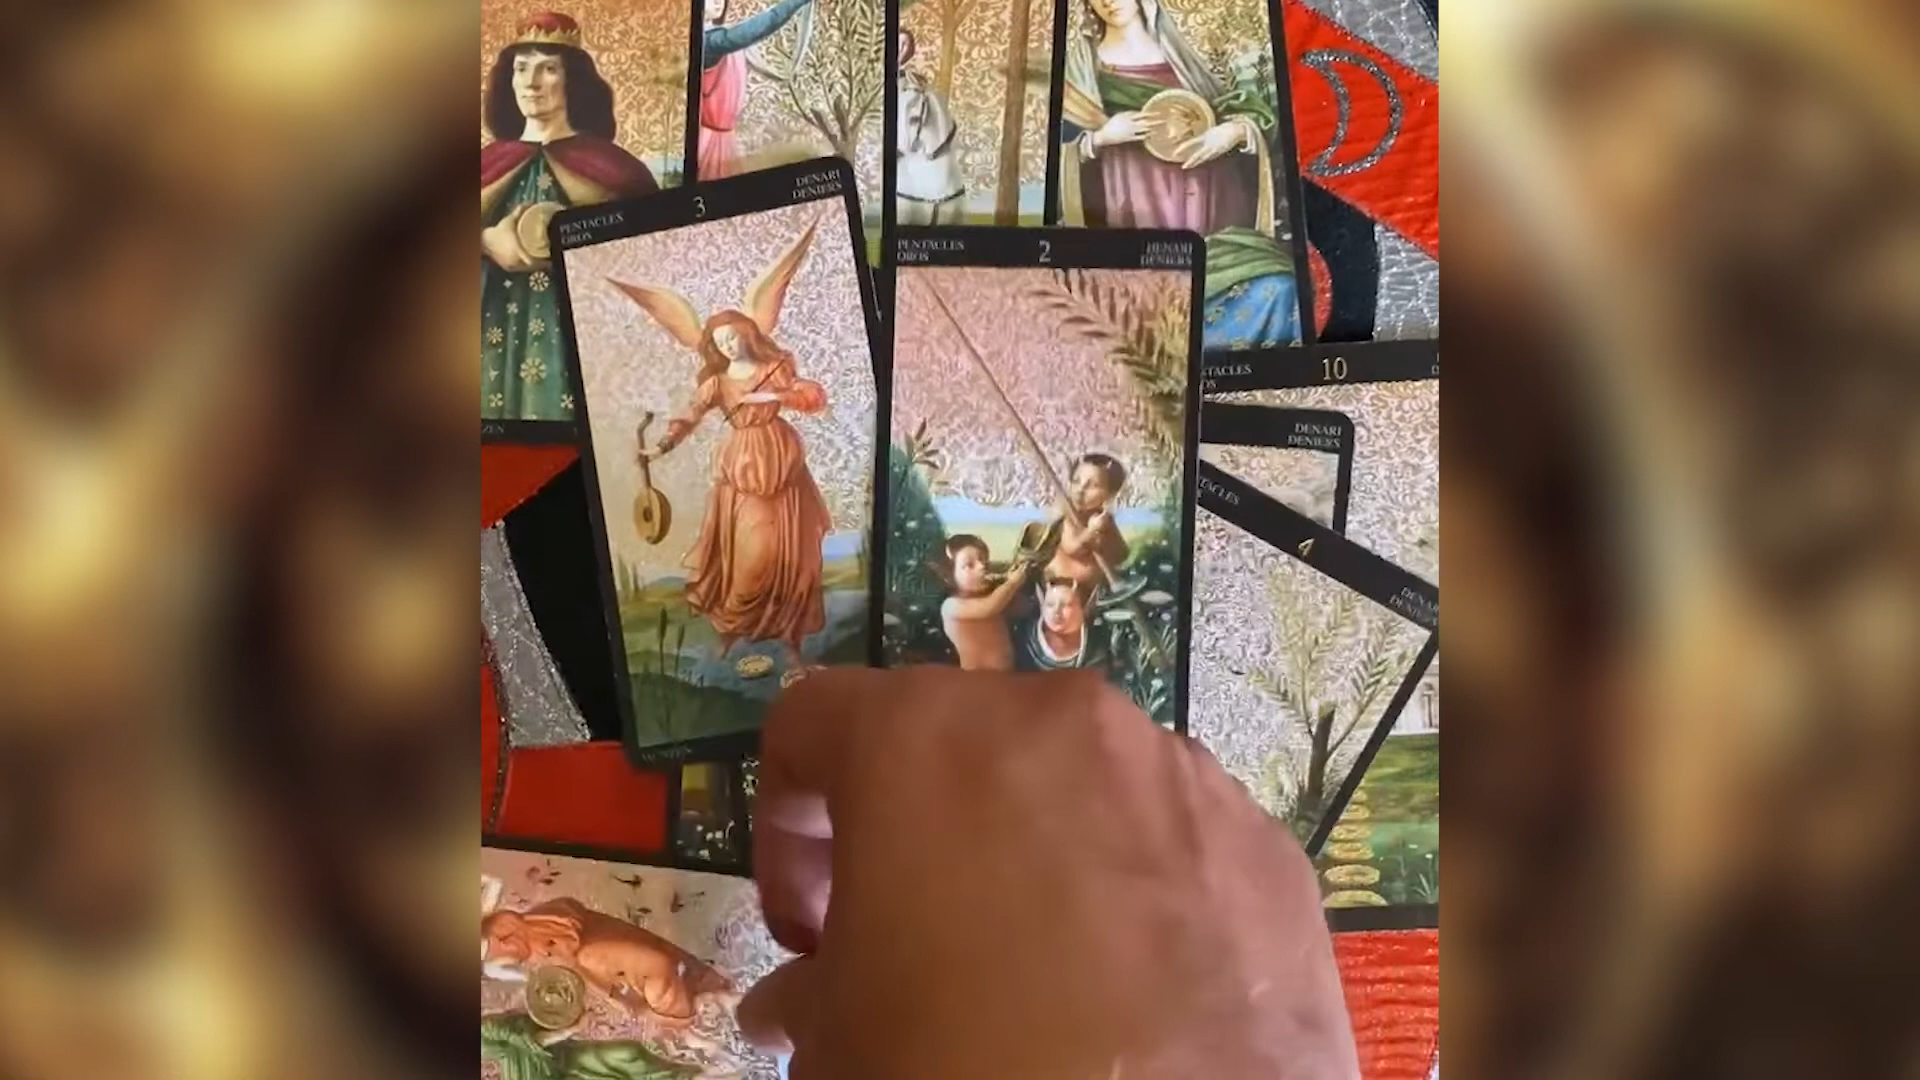 3
DENARI
DENIERS
PENTACLES
OROS
PENTACLES
OROS
2
DENARI
DENIERS
10
DENARI
DENIERS
4